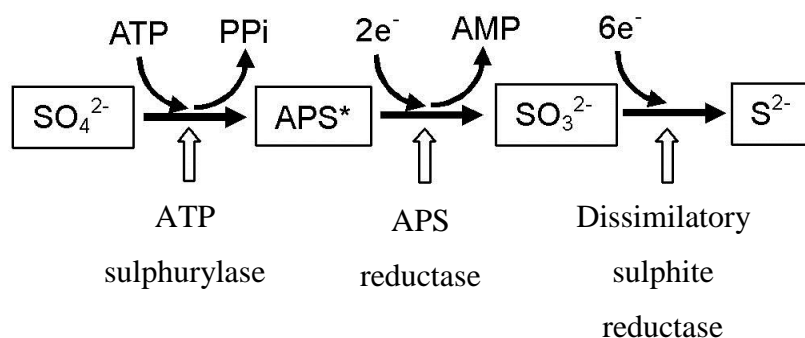 ATP PPi 2e⁻ AMP 6e⁻
SO₄²⁻ APS* SO₃²⁻ S²⁻
ATP APS Dissimilatory
sulphurylase reductase sulphite
reductase